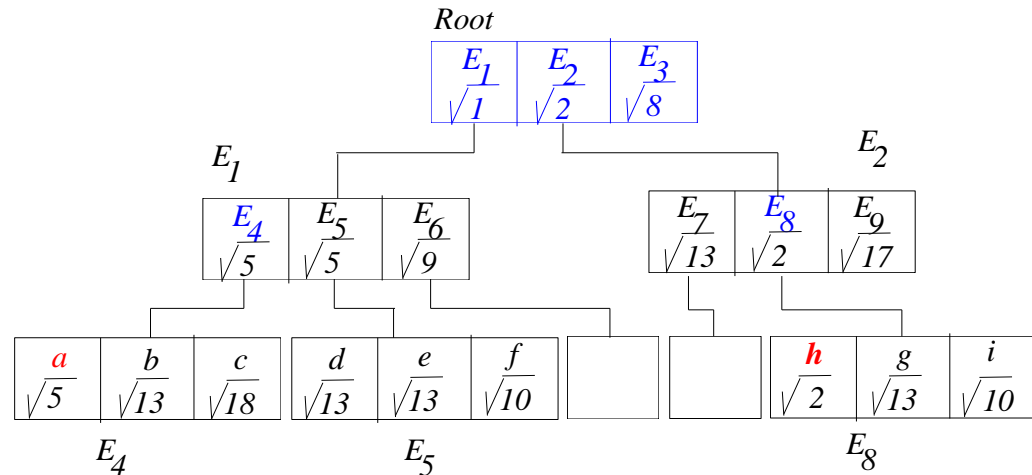 Root
E1 E2 E3
√1 √2 √8
E1 E2
E4 E5 E6 E7 E8 E9
√5 √5 √9 √13 √2 √17
a b c d e f h g i
√5 √13 √18 √13 √13 √10 √2 √13 √10
E4 E5 E8